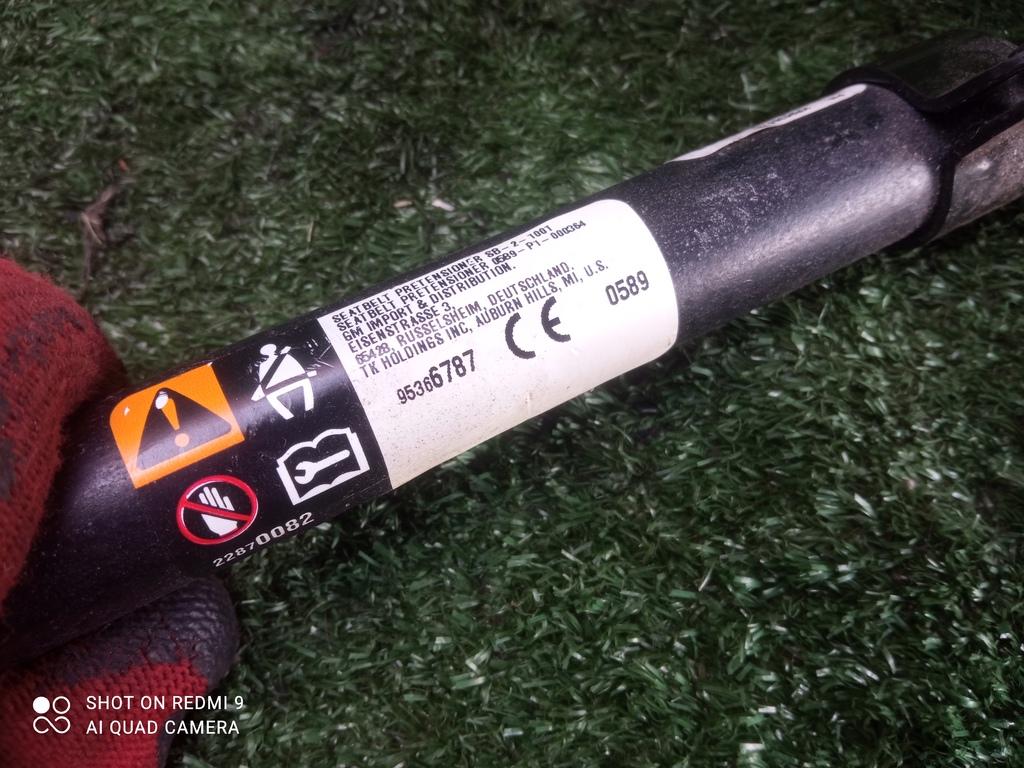 SEATBELT PRETENSIONER SB-2-1001
SEATBELT PRETENSIONER 0589-P1-000364
GM IMPORT & DISTRIBUTION.
EISENSTRASSE 3,
65428, RUSSELSHEIM, DEUTSCHLAND.
TK HOLDINGS INC, AUBURN HILLS, MI, U.S.
95366787
CE
0589
22870082
SHOT ON REDMI 9
AI QUAD CAMERA